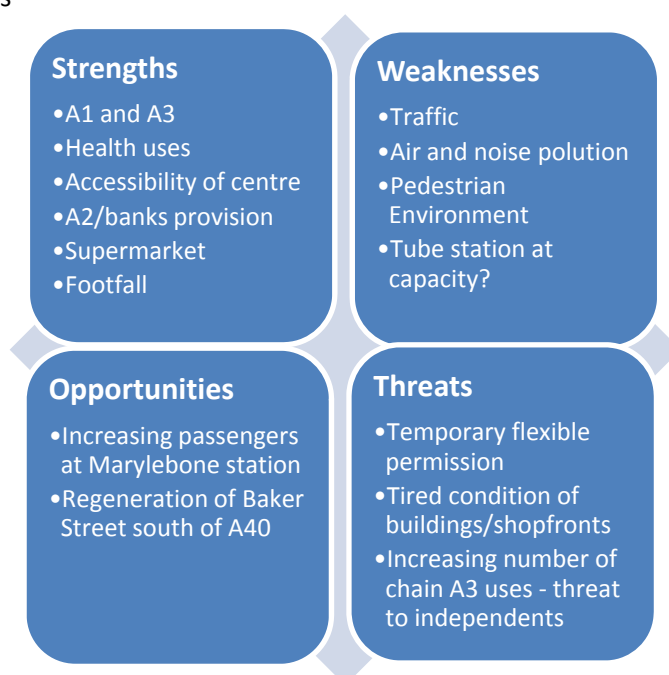 s
Strengths
•A1 and A3
•Health uses
•Accessibility of centre
•A2/banks provision
•Supermarket
•Footfall
Weaknesses
•Traffic
•Air and noise polution
•Pedestrian
Environment
•Tube station at
capacity?
Opportunities
•Increasing passengers
at Marylebone station
•Regeneration of Baker
Street south of A40
Threats
•Temporary flexible
permission
•Tired condition of
buildings/shopfronts
•Increasing number of
chain A3 uses - threat
to independents